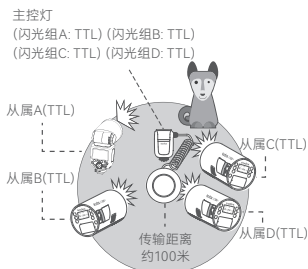 主控灯
(闪光组A: TTL) (闪光组B: TTL)
(闪光组C: TTL) (闪光组D: TTL)
从属A(TTL)
从属C(TTL)
从属B(TTL)
从属D(TTL)
传输距离
约100米